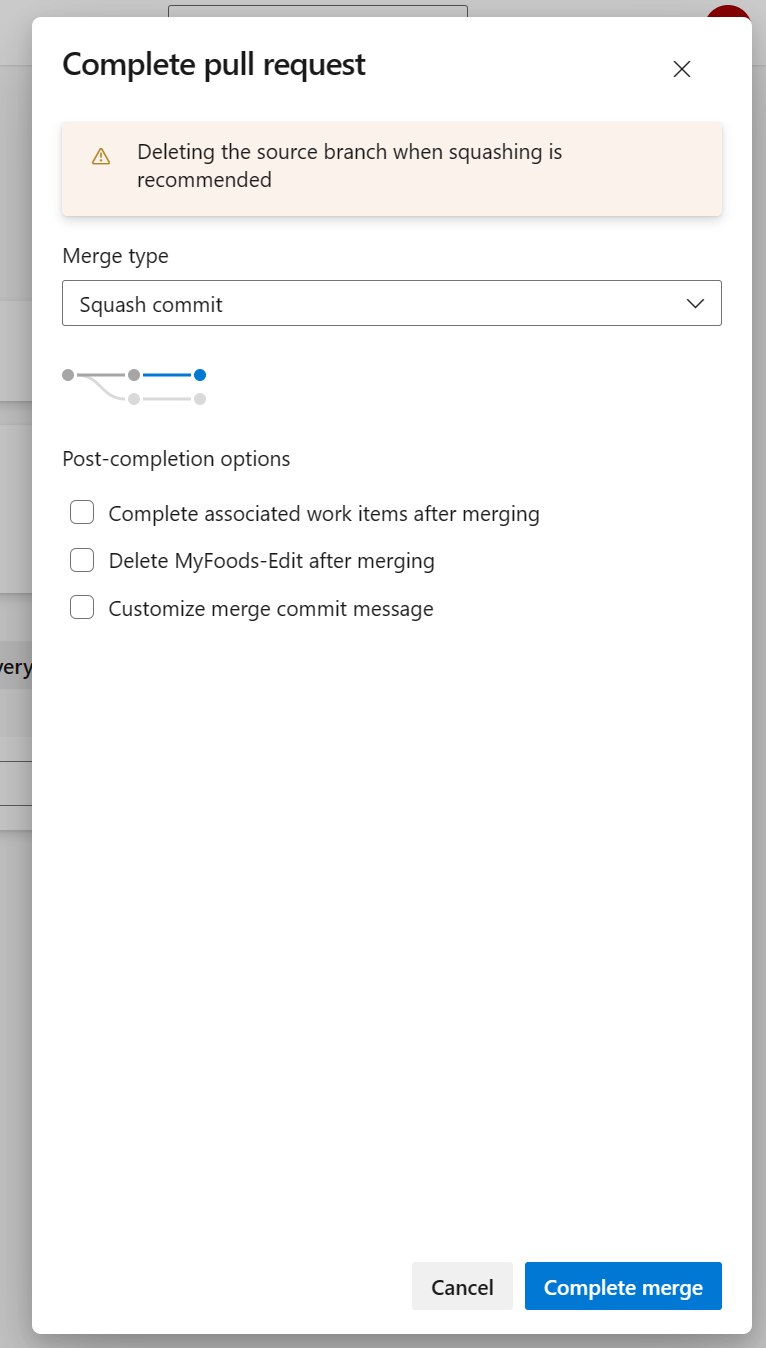 Complete pull request
Deleting the source branch when squashing is
recommended
Merge type
Squash commit
Post-completion options
Complete associated work items after merging
Delete MyFoods-Edit after merging
Customize merge commit message
very
Cancel
Complete merge